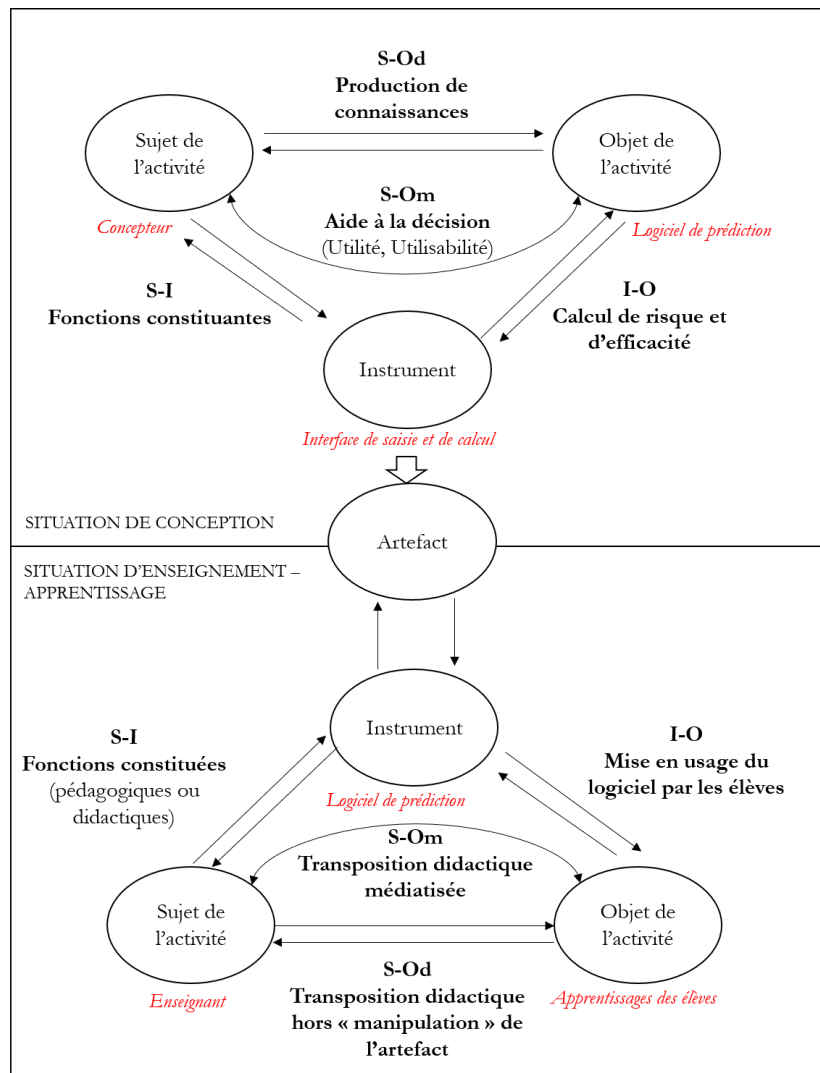 S-Od
Production de
connaissances
Sujet de
l’activité
Objet de
l’activité
S-Om
Aide à la décision
(Utilité, Utilisabilité)
Concepteur
Logiciel de prédiction
S-I
Fonctions constituantes
I-O
Calcul de risque et
d’efficacité
Instrument
Interface de saisie et de calcul
SITUATION DE CONCEPTION
Artefact
SITUATION D’ENSEIGNEMENT –
APPRENTISSAGE
Instrument
S-I
Fonctions constituées
(pédagogiques ou
didactiques)
I-O
Mise en usage du
logiciel par les élèves
Logiciel de prédiction
S-Om
Transposition didactique
médiatisée
Sujet de
l’activité
Objet de
l’activité
S-Od
Transposition didactique
hors « manipulation » de
l’artefact
Enseignant
Apprentissages des élèves